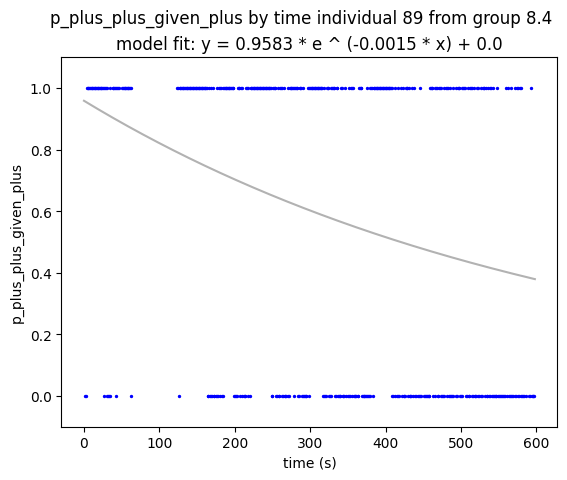 p_plus_plus_given_plus by time individual 89 from group 8.4
model fit: y = 0.9583 * e ^ (-0.0015 * x) + 0.0
1.0
0.8
0.6
0.4
0.2
0.0
p_plus_plus_given_plus
0 100 200 300 400 500 600
time (s)